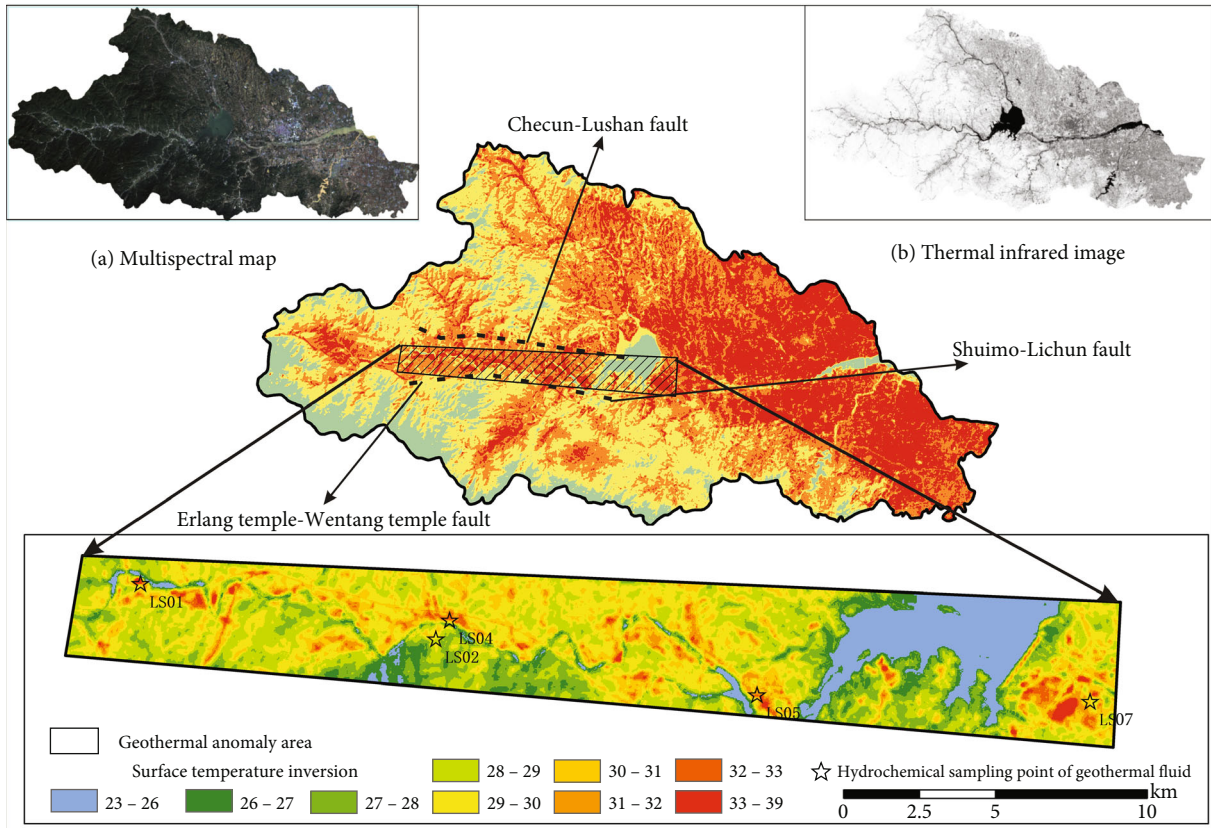 Checun-Lushan fault
(a) Multispectral map
(b) Thermal infrared image
Shuimo-Lichun fault
Erlang temple-Wentang temple fault
LS01
LS04
LS02
LS05
LS07
Geothermal anomaly area
Surface temperature inversion
28 – 29
30 – 31
32 – 33
Hydrochemical sampling point of geothermal fluid
23 – 26
26 – 27
27 – 28
29 – 30
31 – 32
33 – 39
km
0 2.5 5 10